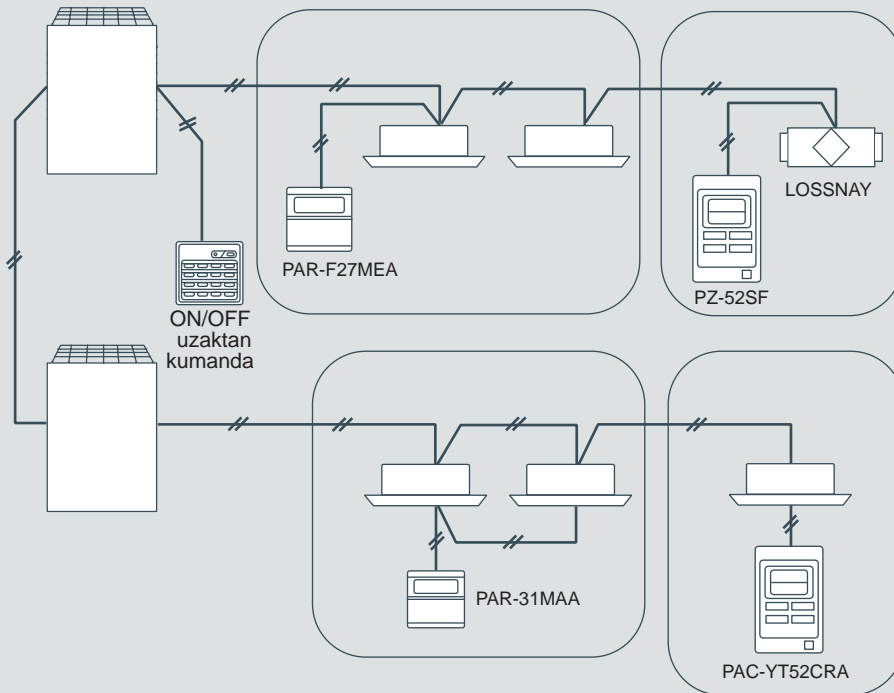 LOSSNAY
PAR-F27MEA
PZ-52SF
ON/OFF
uzaktan
kumanda
PAR-31MAA
PAC-YT52CRA